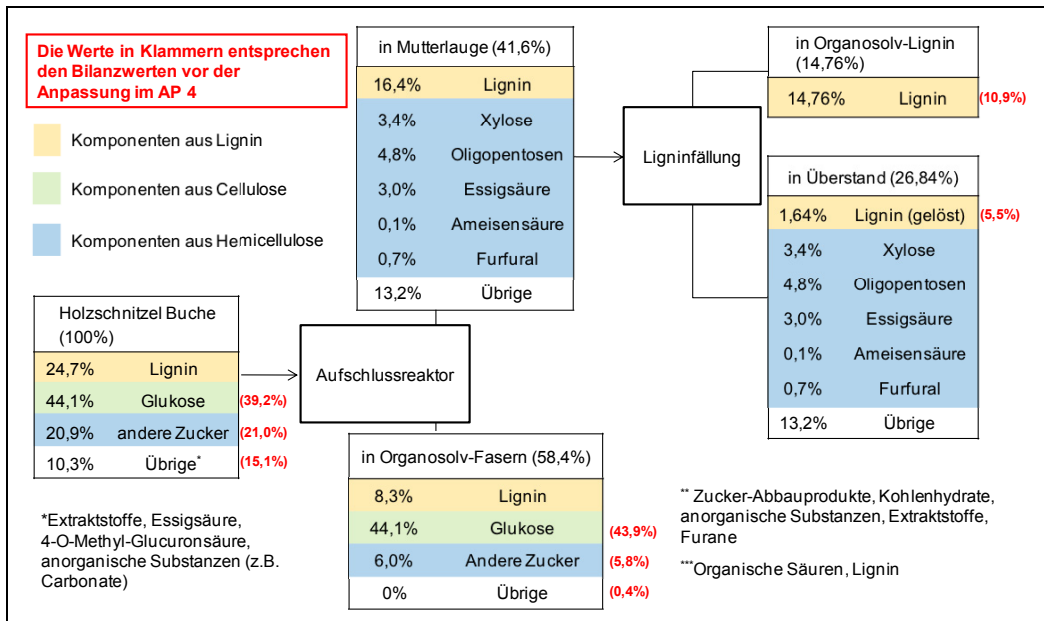 Die Werte in Klammern entsprechen
den Bilanzwerten vor der
Anpassung im AP 4
Komponenten aus Lignin
Komponenten aus Cellulose
Komponenten aus Hemicellulose
in Mutterlauge (41,6%)
16,4% Lignin
3,4% Xylose
4,8% Oligopentosen
3,0% Essigsäure
0,1% Ameisensäure
0,7% Furfural
13,2% Übrige
Ligninfällung
in Organosolv-Lignin
(14,76%)
14,76% Lignin (10,9%)
in Überstand (26,84%)
1,64% Lignin (gelöst) (5,5%)
3,4% Xylose
4,8% Oligopentosen
3,0% Essigsäure
0,1% Ameisensäure
0,7% Furfural
13,2% Übrige
Holzschnitzel Buche
(100%)
24,7% Lignin
44,1% Glukose (39,2%)
20,9% andere Zucker (21,0%)
10,3% Übrige* (15,1%)
Aufschlussreaktor
in Organosolv-Fasern (58,4%)
8,3% Lignin
44,1% Glukose (43,9%)
6,0% Andere Zucker (5,8%)
0% Übrige (0,4%)
*Extraktstoffe, Essigsäure,
4-O-Methyl-Glucuronsäure,
anorganische Substanzen (z.B.
Carbonate)
** Zucker-Abbauprodukte, Kohlenhydrate,
anorganische Substanzen, Extraktstoffe,
Furane
***Organische Säuren, Lignin